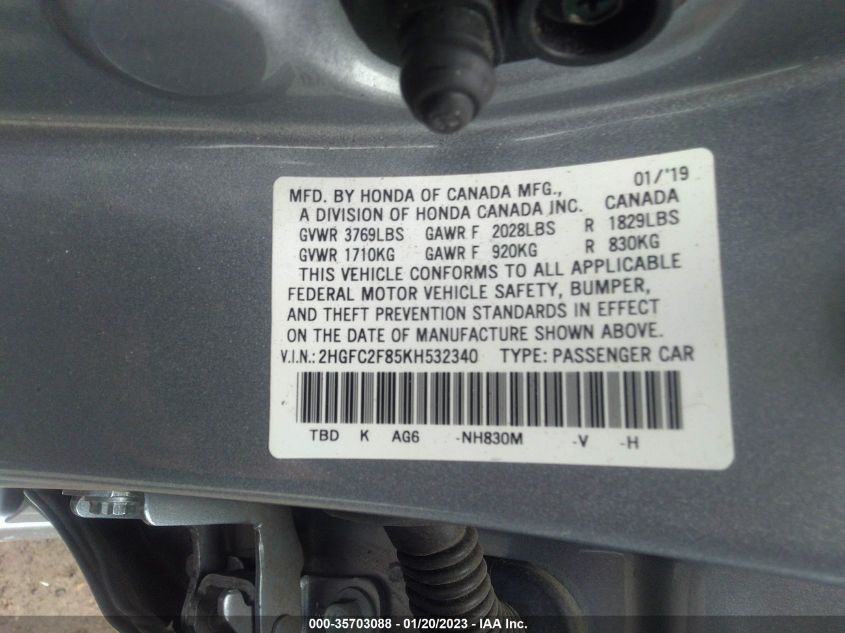 MFD. BY HONDA OF CANADA MFG., 01/'19
A DIVISION OF HONDA CANADA INC. CANADA
GVWR 3769LBS GAWR F 2028LBS R 1829LBS
GVWR 1710KG GAWR F 920KG R 830KG
THIS VEHICLE CONFORMS TO ALL APPLICABLE
FEDERAL MOTOR VEHICLE SAFETY, BUMPER,
AND THEFT PREVENTION STANDARDS IN EFFECT
ON THE DATE OF MANUFACTURE SHOWN ABOVE.
V.I.N.: 2HGFC2F85KH532340 TYPE: PASSENGER CAR
TBD K AG6 -NH830M -V -H
000-35703088 - 01/20/2023 - IAA Inc.